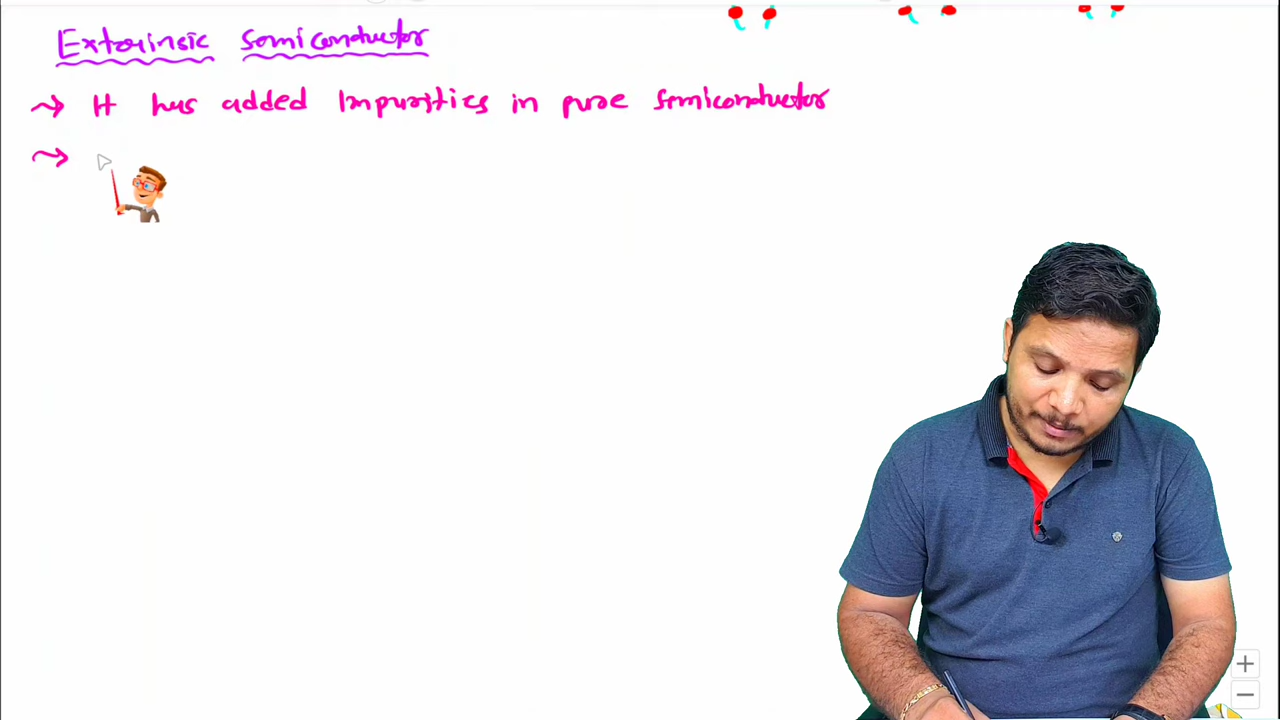 Extrinsic Semiconductor
→ It has added Impurities in pure semiconductor
→